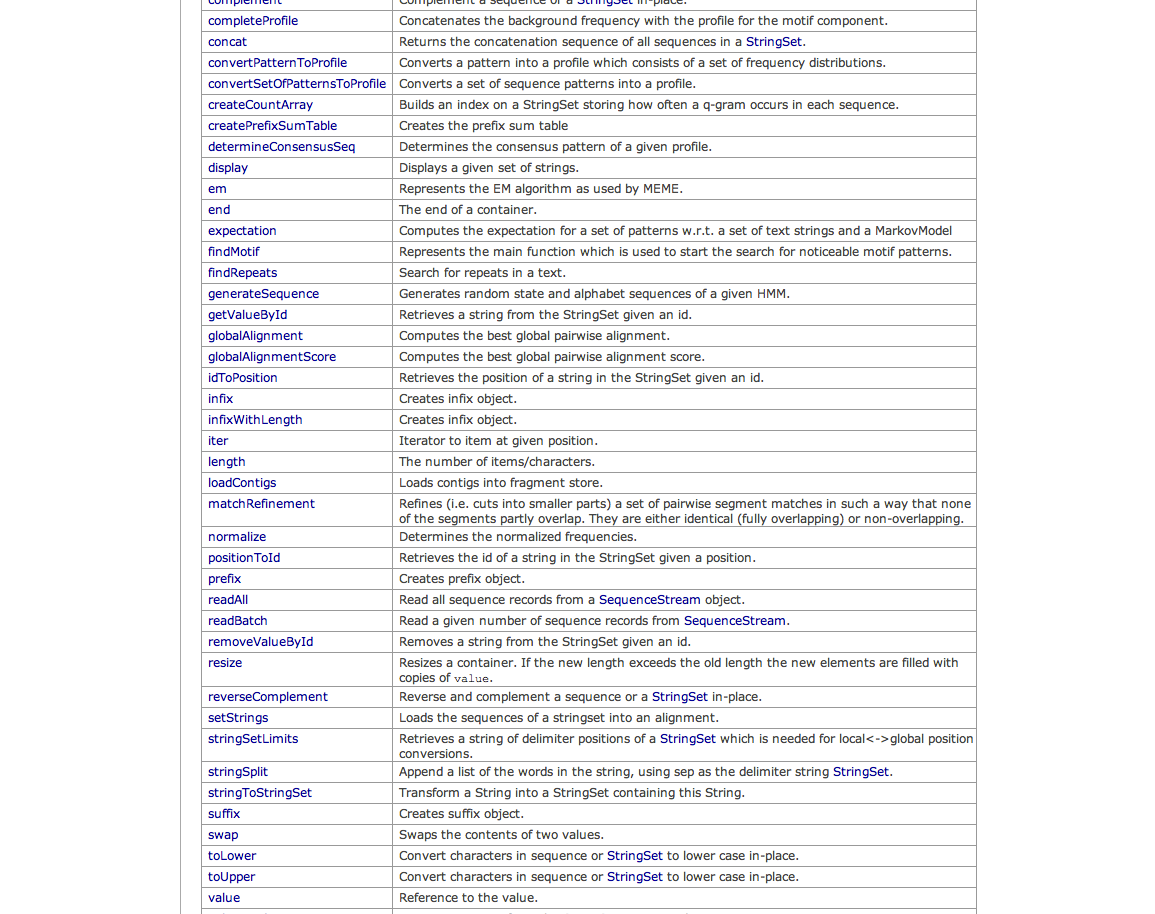 complement Complement a sequence or a StringSet in-place.
completeProfile Concatenates the background frequency with the profile for the motif component.
concat Returns the concatenation sequence of all sequences in a StringSet.
convertPatternToProfile Converts a pattern into a profile which consists of a set of frequency distributions.
convertSetOfPatternsToProfile Converts a set of sequence patterns into a profile.
createCountArray Builds an index on a StringSet storing how often a q-gram occurs in each sequence.
createPrefixSumTable Creates the prefix sum table
determineConsensusSeq Determines the consensus pattern of a given profile.
display Displays a given set of strings.
em Represents the EM algorithm as used by MEME.
end The end of a container.
expectation Computes the expectation for a set of patterns w.r.t. a set of text strings and a MarkovModel
findMotif Represents the main function which is used to start the search for noticeable motif patterns.
findRepeats Search for repeats in a text.
generateSequence Generates random state and alphabet sequences of a given HMM.
getValueById Retrieves a string from the StringSet given an id.
globalAlignment Computes the best global pairwise alignment.
globalAlignmentScore Computes the best global pairwise alignment score.
idToPosition Retrieves the position of a string in the StringSet given an id.
infix Creates infix object.
infixWithLength Creates infix object.
iter Iterator to item at given position.
length The number of items/characters.
loadContigs Loads contigs into fragment store.
matchRefinement Refines (i.e. cuts into smaller parts) a set of pairwise segment matches in such a way that none
of the segments partly overlap. They are either identical (fully overlapping) or non-overlapping.
normalize Determines the normalized frequencies.
positionToId Retrieves the id of a string in the StringSet given a position.
prefix Creates prefix object.
readAll Read all sequence records from a SequenceStream object.
readBatch Read a given number of sequence records from SequenceStream.
removeValueById Removes a string from the StringSet given an id.
resize Resizes a container. If the new length exceeds the old length the new elements are filled with
copies of value.
reverseComplement Reverse and complement a sequence or a StringSet in-place.
setStrings Loads the sequences of a stringset into an alignment.
stringSetLimits Retrieves a string of delimiter positions of a StringSet which is needed for local<->global position
conversions.
stringSplit Append a list of the words in the string, using sep as the delimiter string StringSet.
stringToStringSet Transform a String into a StringSet containing this String.
suffix Creates suffix object.
swap Swaps the contents of two values.
toLower Convert characters in sequence or StringSet to lower case in-place.
toUpper Convert characters in sequence or StringSet to lower case in-place.
value Reference to the value.